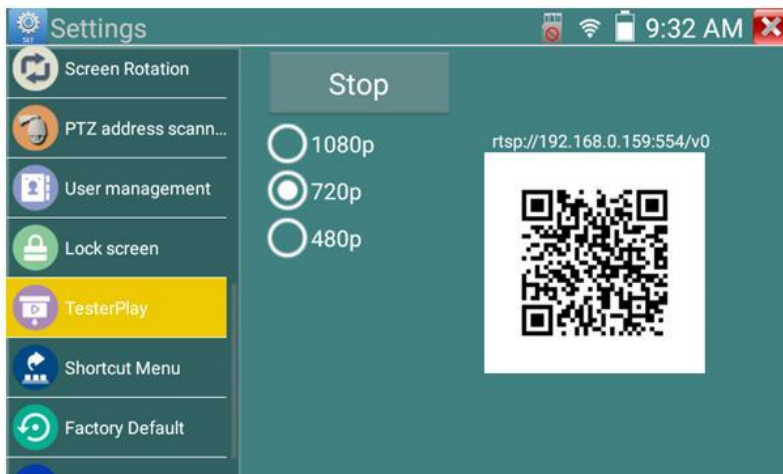 Settings
9:32 AM
SET
Screen Rotation
PTZ address scann...
User management
Lock screen
TesterPlay
Shortcut Menu
Factory Default
Stop
1080p
720p
480p
rtsp://192.168.0.159:554/v0